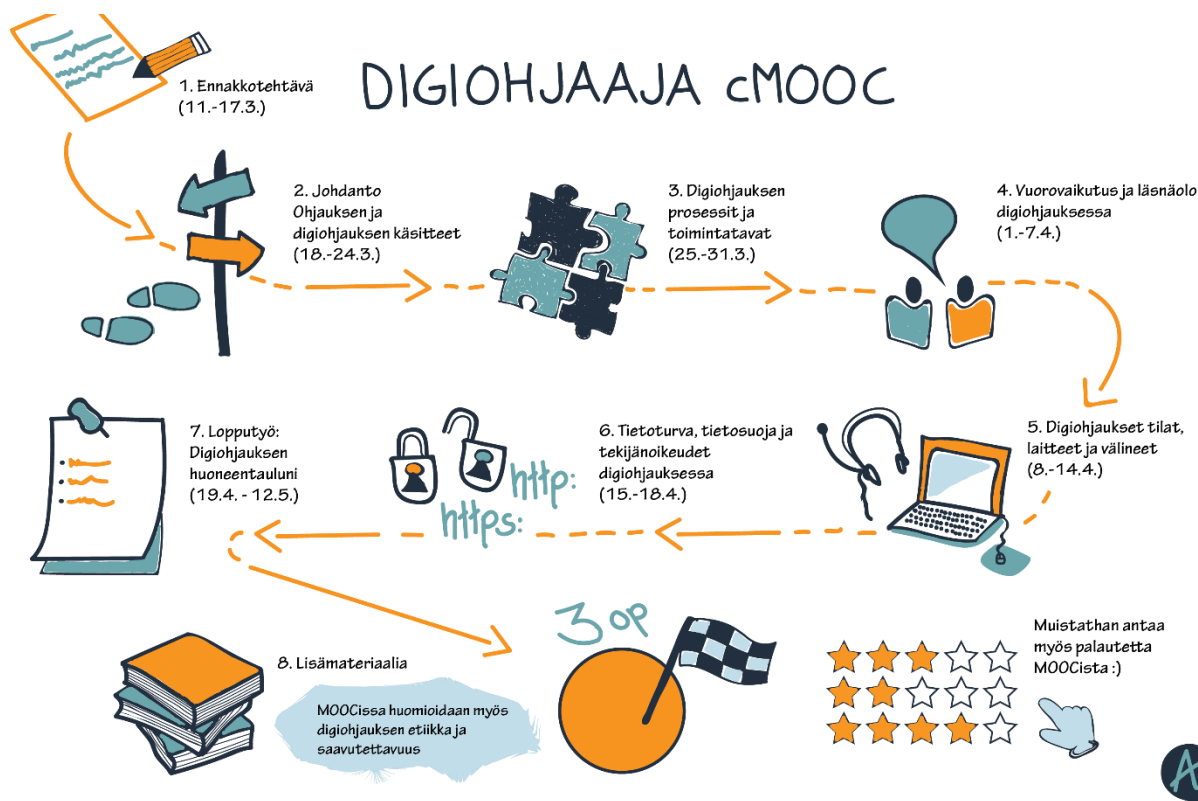 DIGIOHJAAJA cMOOC
1. Ennakkotehtävä
(11.-17.3.)
2. Johdanto
Ohjauksen ja
digiohjauksen käsitteet
(18.-24.3.)
3. Digiohjauksen
prosessit ja
toimintatavat
(25.-31.3.)
4. Vuorovaikutus ja läsnäolo
digiohjauksessa
(1.-7.4.)
5. Digiohjaukset tilat,
laitteet ja välineet
(8.-14.4.)
6. Tietoturva, tietosuoja ja
tekijänoikeudet
digiohjauksessa
(15.-18.4.)
http:
https:
7. Lopputyö:
Digiohjauksen
huoneentauluni
(19.4. - 12.5.)
8. Lisämateriaalia
MOOCissa huomioidaan myös
digiohjauksen etiikka ja
saavutettavuus
3 op
Muistathan antaa
myös palautetta
MOOCista :)
A